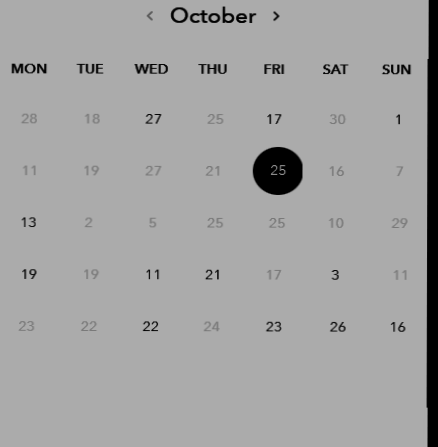 ‹ October ›
MON TUE WED THU FRI SAT SUN
28 18 27 25 17 30 1
11 19 27 21 25 16 7
13 2 5 25 25 10 29
19 19 11 21 17 3 11
23 22 22 24 23 26 16